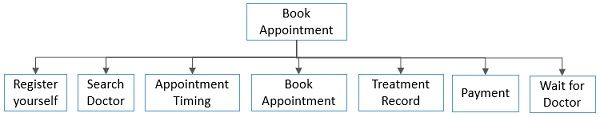 Book
Appointment
Register
yourself
Search
Doctor
Appointment
Timing
Book
Appointment
Treatment
Record
Payment
Wait for
Doctor